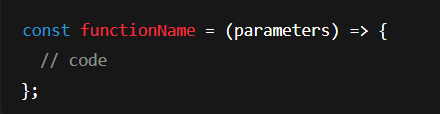 const functionName = (parameters) => {
  // code
};